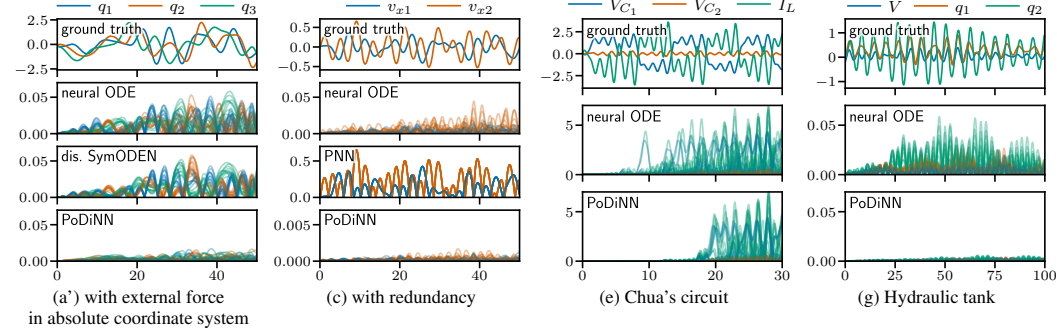 q₁ q₂ q₃
ground truth
2.5
0.0
−2.5
neural ODE
0.05
0.00
dis. SymODEN
0.05
0.00
PoDiNN
0.05
0.00
0 20 40
(a’) with external force
in absolute coordinate system
vₓ₁ vₓ₂
ground truth
0.5
0.0
−0.5
neural ODE
0.05
0.00
PNN
0.5
0.0
PoDiNN
0.005
0.000
0 20 40
(c) with redundancy
V_C₁ V_C₂ I_L
ground truth
2.5
0.0
−2.5
neural ODE
5
0
PoDiNN
5
0
0 10 20 30
(e) Chua’s circuit
V q₁ q₂
ground truth
1
0
−1
neural ODE
0.05
0.00
PoDiNN
0.05
0.00
0 25 50 75 100
(g) Hydraulic tank